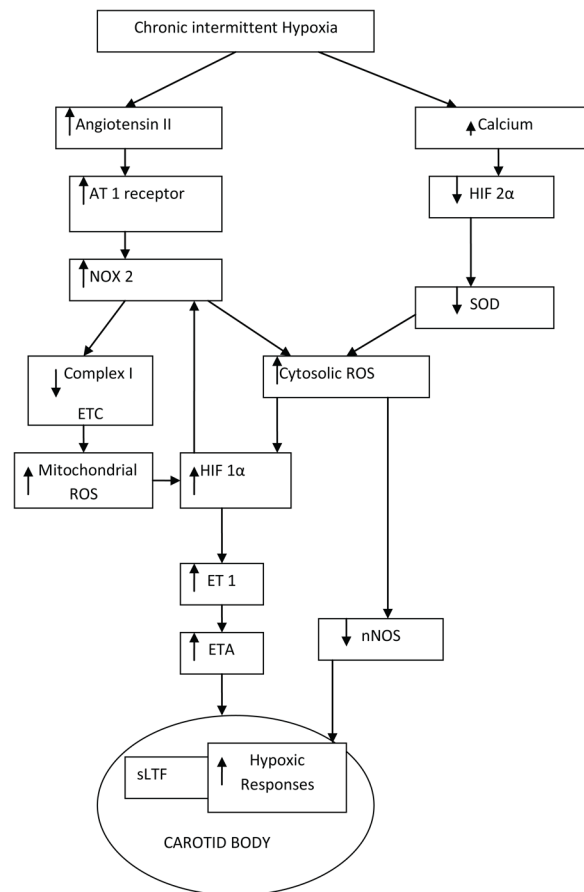 Chronic intermittent Hypoxia
Angiotensin II
Calcium
AT 1 receptor
HIF 2α
NOX 2
SOD
Complex I
ETC
Cytosolic ROS
Mitochondrial
ROS
HIF 1α
ET 1
ETA
nNOS
sLTF
Hypoxic
Responses
CAROTID BODY